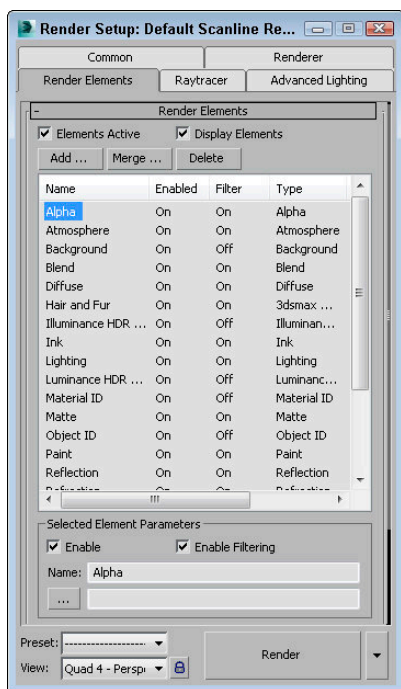 Render Setup: Default Scanline Re...
Common Renderer
Render Elements Raytracer Advanced Lighting
- Render Elements
Elements Active Display Elements
Add ... Merge ... Delete
Name Enabled Filter Type
Alpha On On Alpha
Atmosphere On On Atmosphere
Background On Off Background
Blend On On Blend
Diffuse On On Diffuse
Hair and Fur On On 3dsmax ...
Illuminance HDR ... On Off Illuminan...
Ink On On Ink
Lighting On On Lighting
Luminance HDR ... On Off Luminanc...
Material ID On Off Material ID
Matte On On Matte
Object ID On Off Object ID
Paint On On Paint
Reflection On On Reflection
Selected Element Parameters
Enable Enable Filtering
Name: Alpha
...
Preset: -------------------
View: Quad 4 - Persp
Render